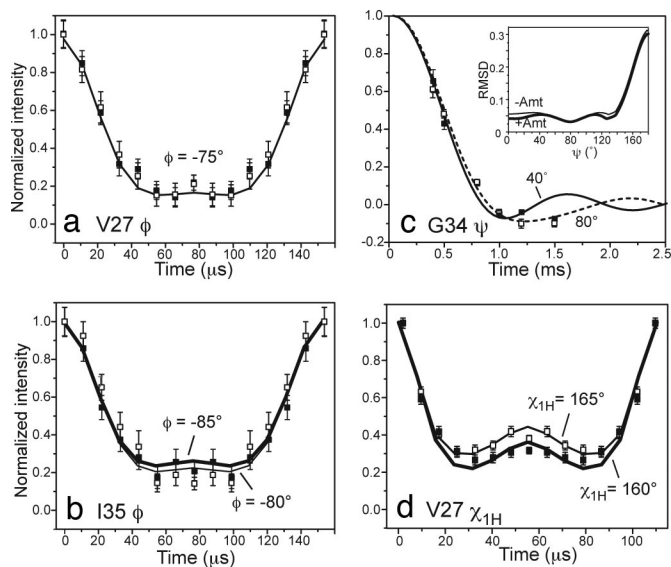 Normalized intensity
1.0
0.8
0.6
0.4
0.2
0.0
ϕ = -75°
a V27 ϕ
0 20 40 60 80 100 120 140
Time (μs)
1.0
0.8
0.6
0.4
0.2
0.0
-0.2
RMSD
0.3
0.2
0.1
0
-Amt
+Amt
0 40 80 120 160
ψ (°)
40°
80°
c G34 ψ
0.0 0.5 1.0 1.5 2.0 2.5
Time (ms)
Normalized intensity
1.0
0.8
0.6
0.4
0.2
0.0
ϕ = -85°
ϕ = -80°
b I35 ϕ
0 20 40 60 80 100 120 140
Time (μs)
1.0
0.8
0.6
0.4
0.2
0.0
χ1H= 165°
χ1H= 160°
d V27 χ1H
0 20 40 60 80 100
Time (μs)